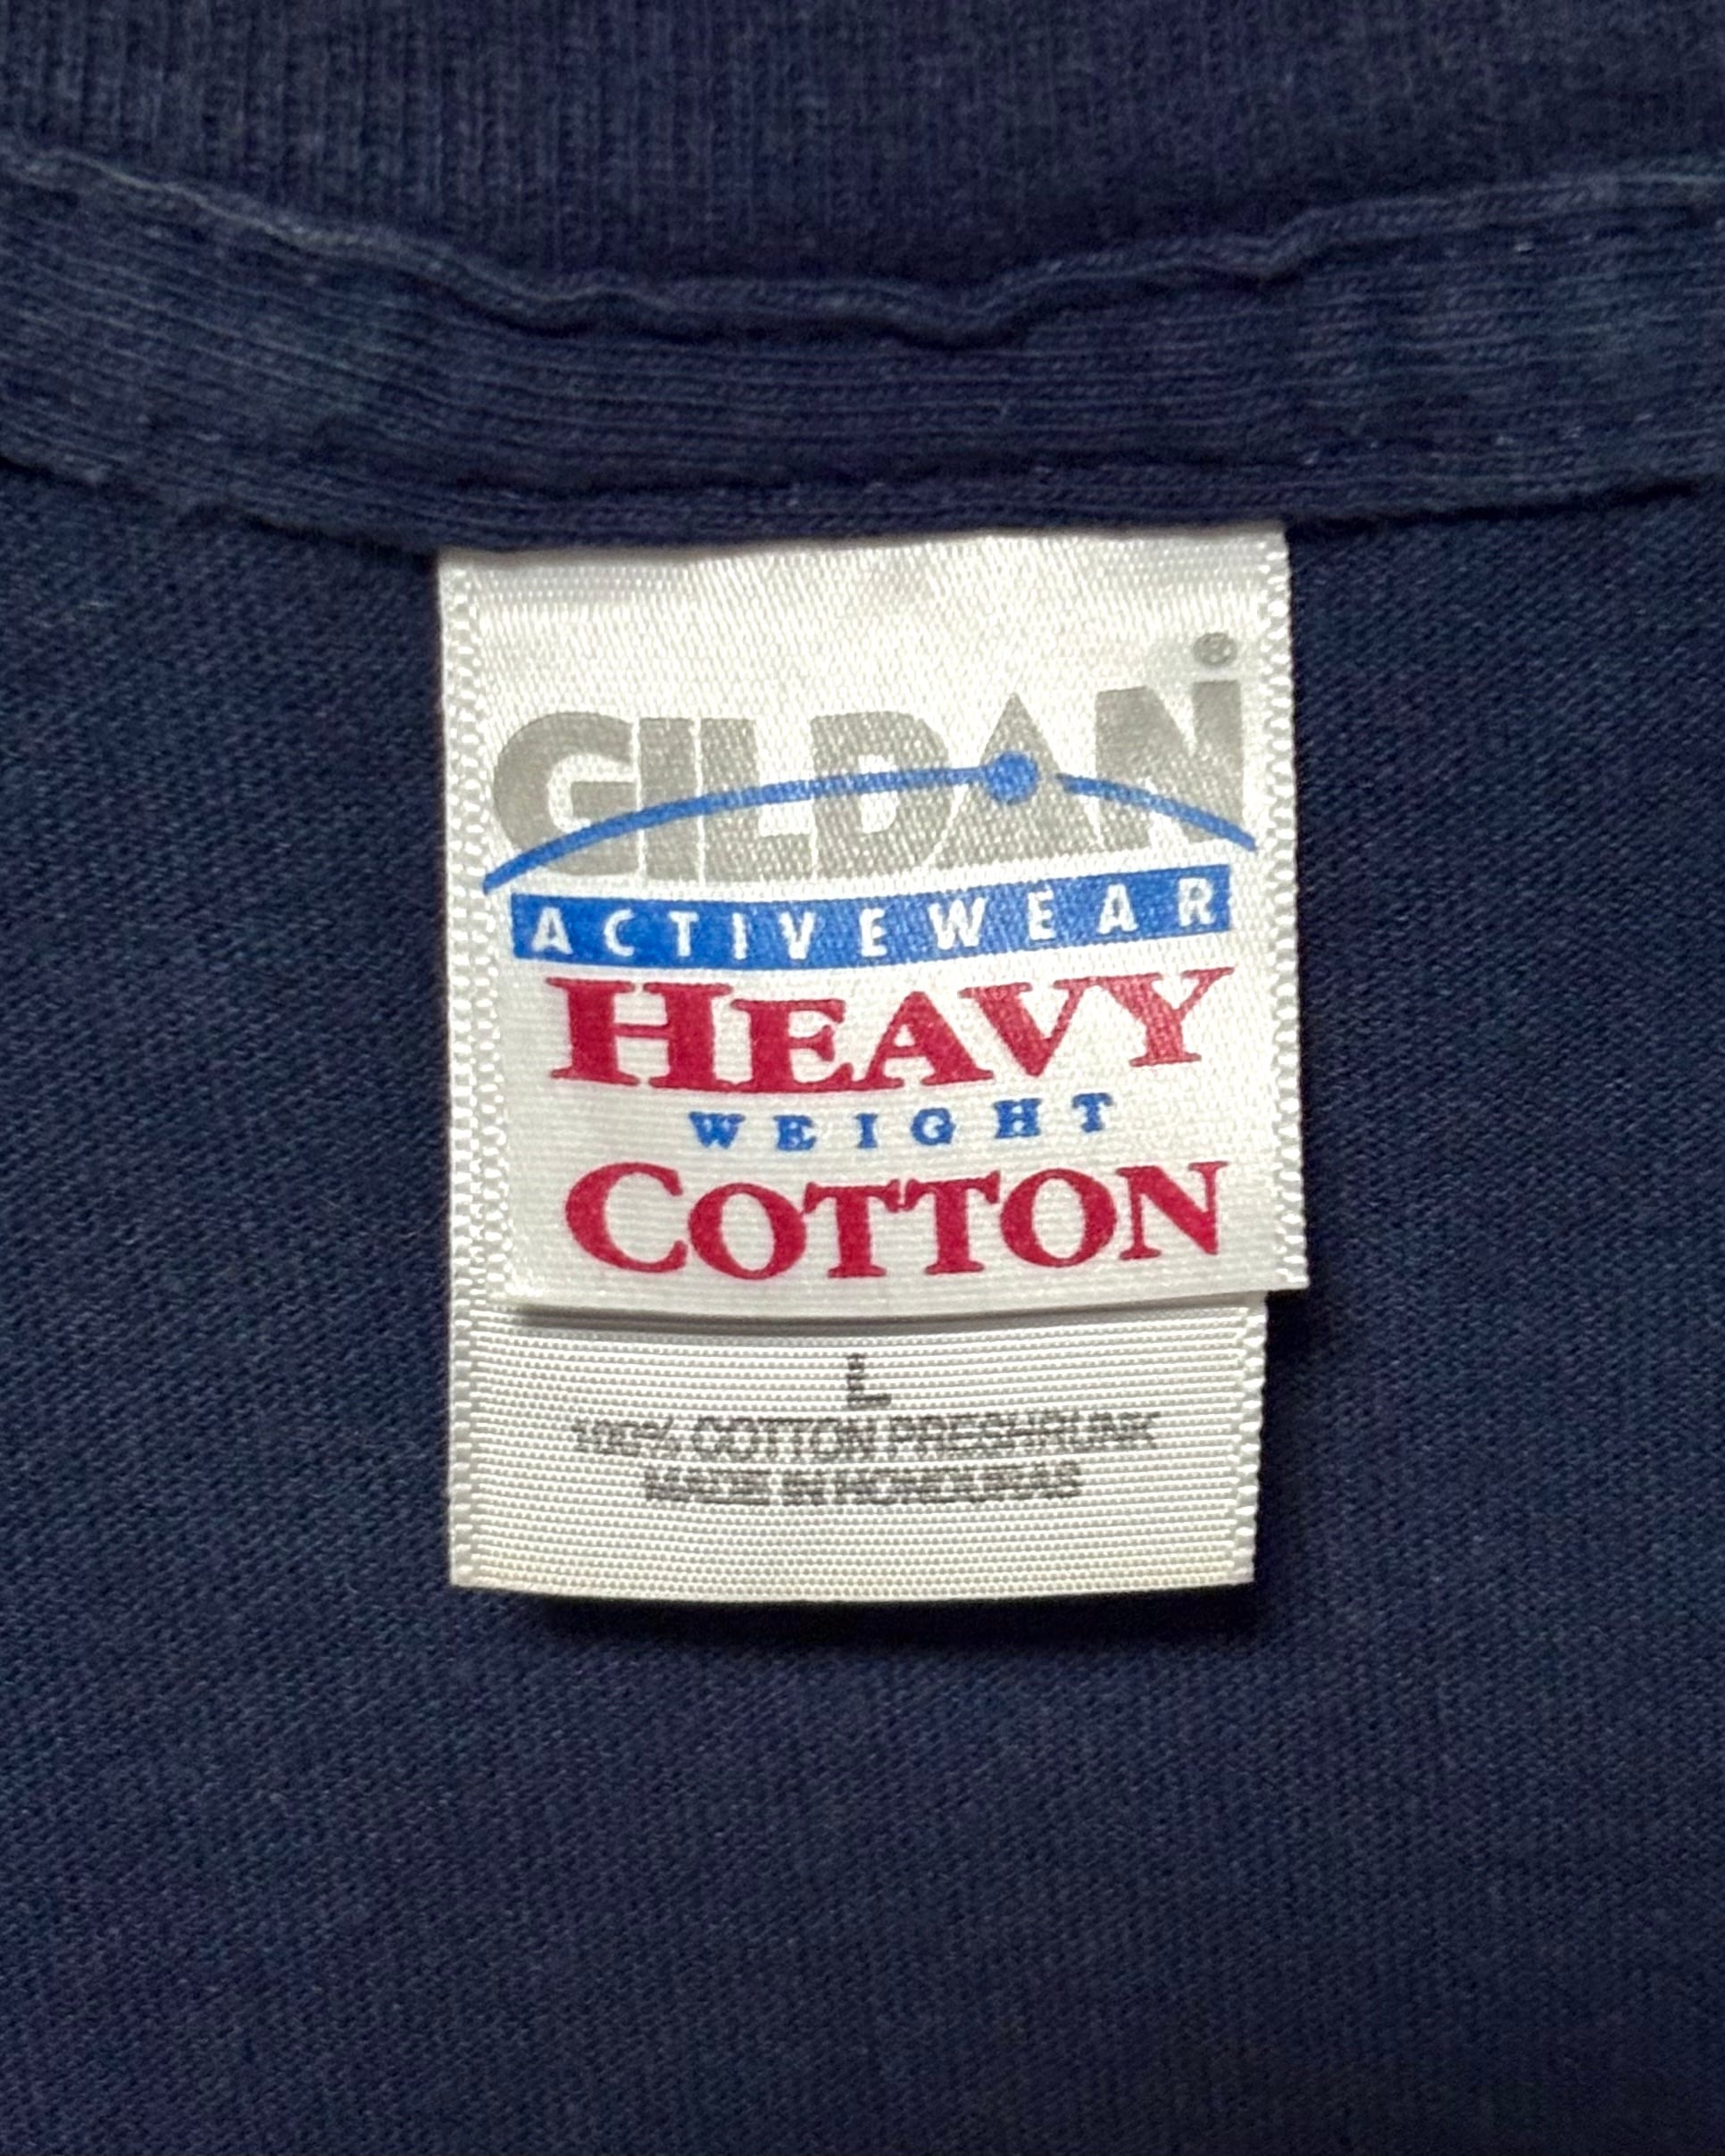 GILDAN®
ACTIVEWEAR
HEAVY
WEIGHT
COTTON
L
100% COTTON PRESHRUNK
MADE IN HONDURAS